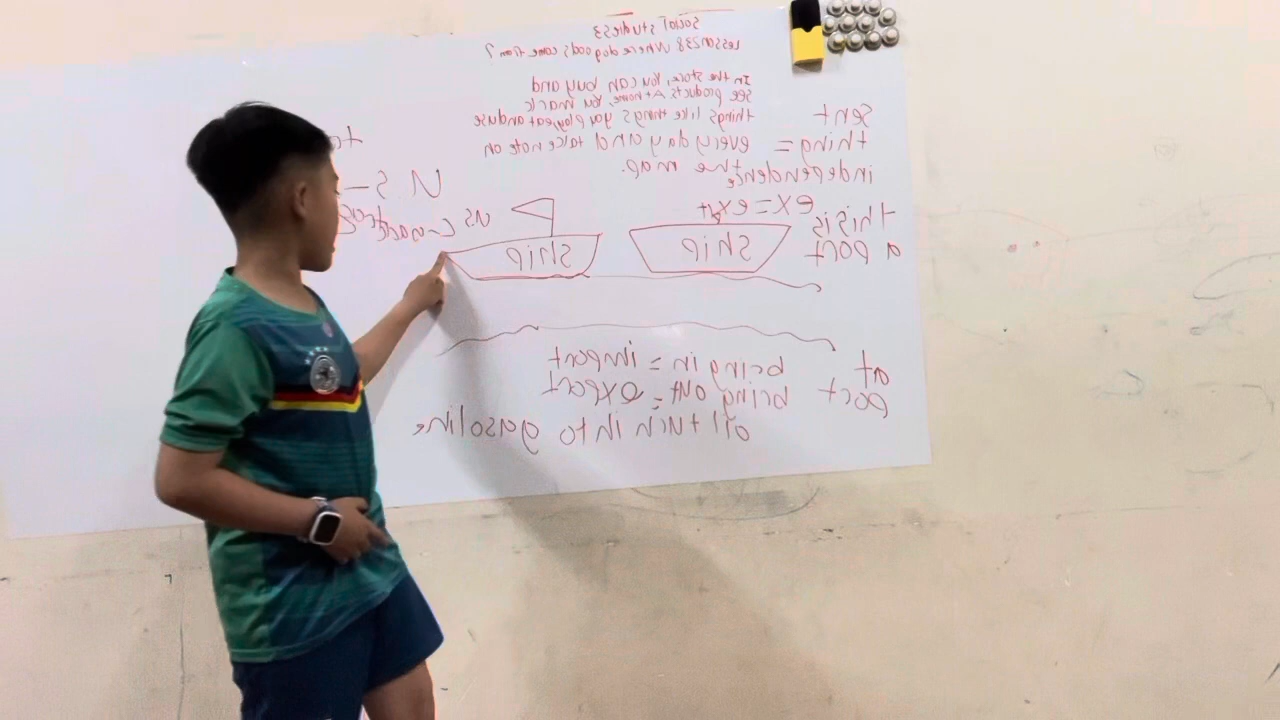 Social studies3
Lesson238 Where do goods come from?
In the store, You can buy and
see products. At home, You mark
things like things you play, eat and use
every day and take note on
the map.
sent
thing =
independence
ex=exit
this is
a port
ship
ship
us
to
U.S -
at
port
bring in = import
bring out = export
oil turn into gasoline